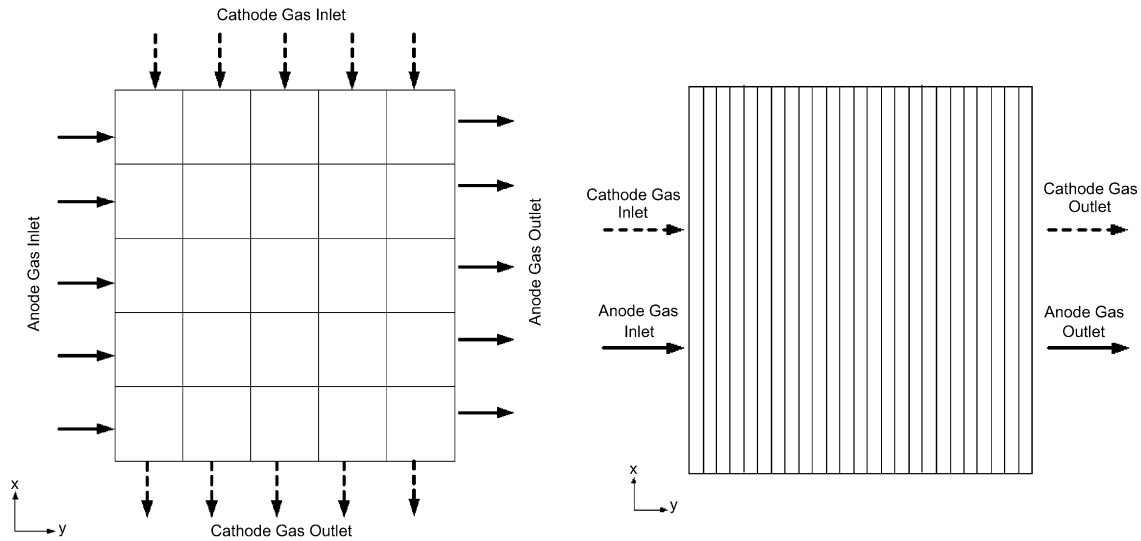 Cathode Gas Inlet
Anode Gas Inlet
Anode Gas Outlet
Cathode Gas Outlet
x
y
Cathode Gas
Inlet
Cathode Gas
Outlet
Anode Gas
Inlet
Anode Gas
Outlet
x
y